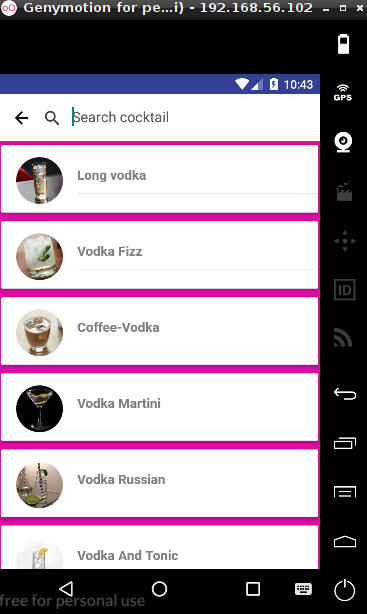 Genymotion for pe...i) - 192.168.56.102
10:43
GPS
Search cocktail
Long vodka
Vodka Fizz
Coffee-Vodka
ID
Vodka Martini
Vodka Russian
Vodka And Tonic
free for personal use